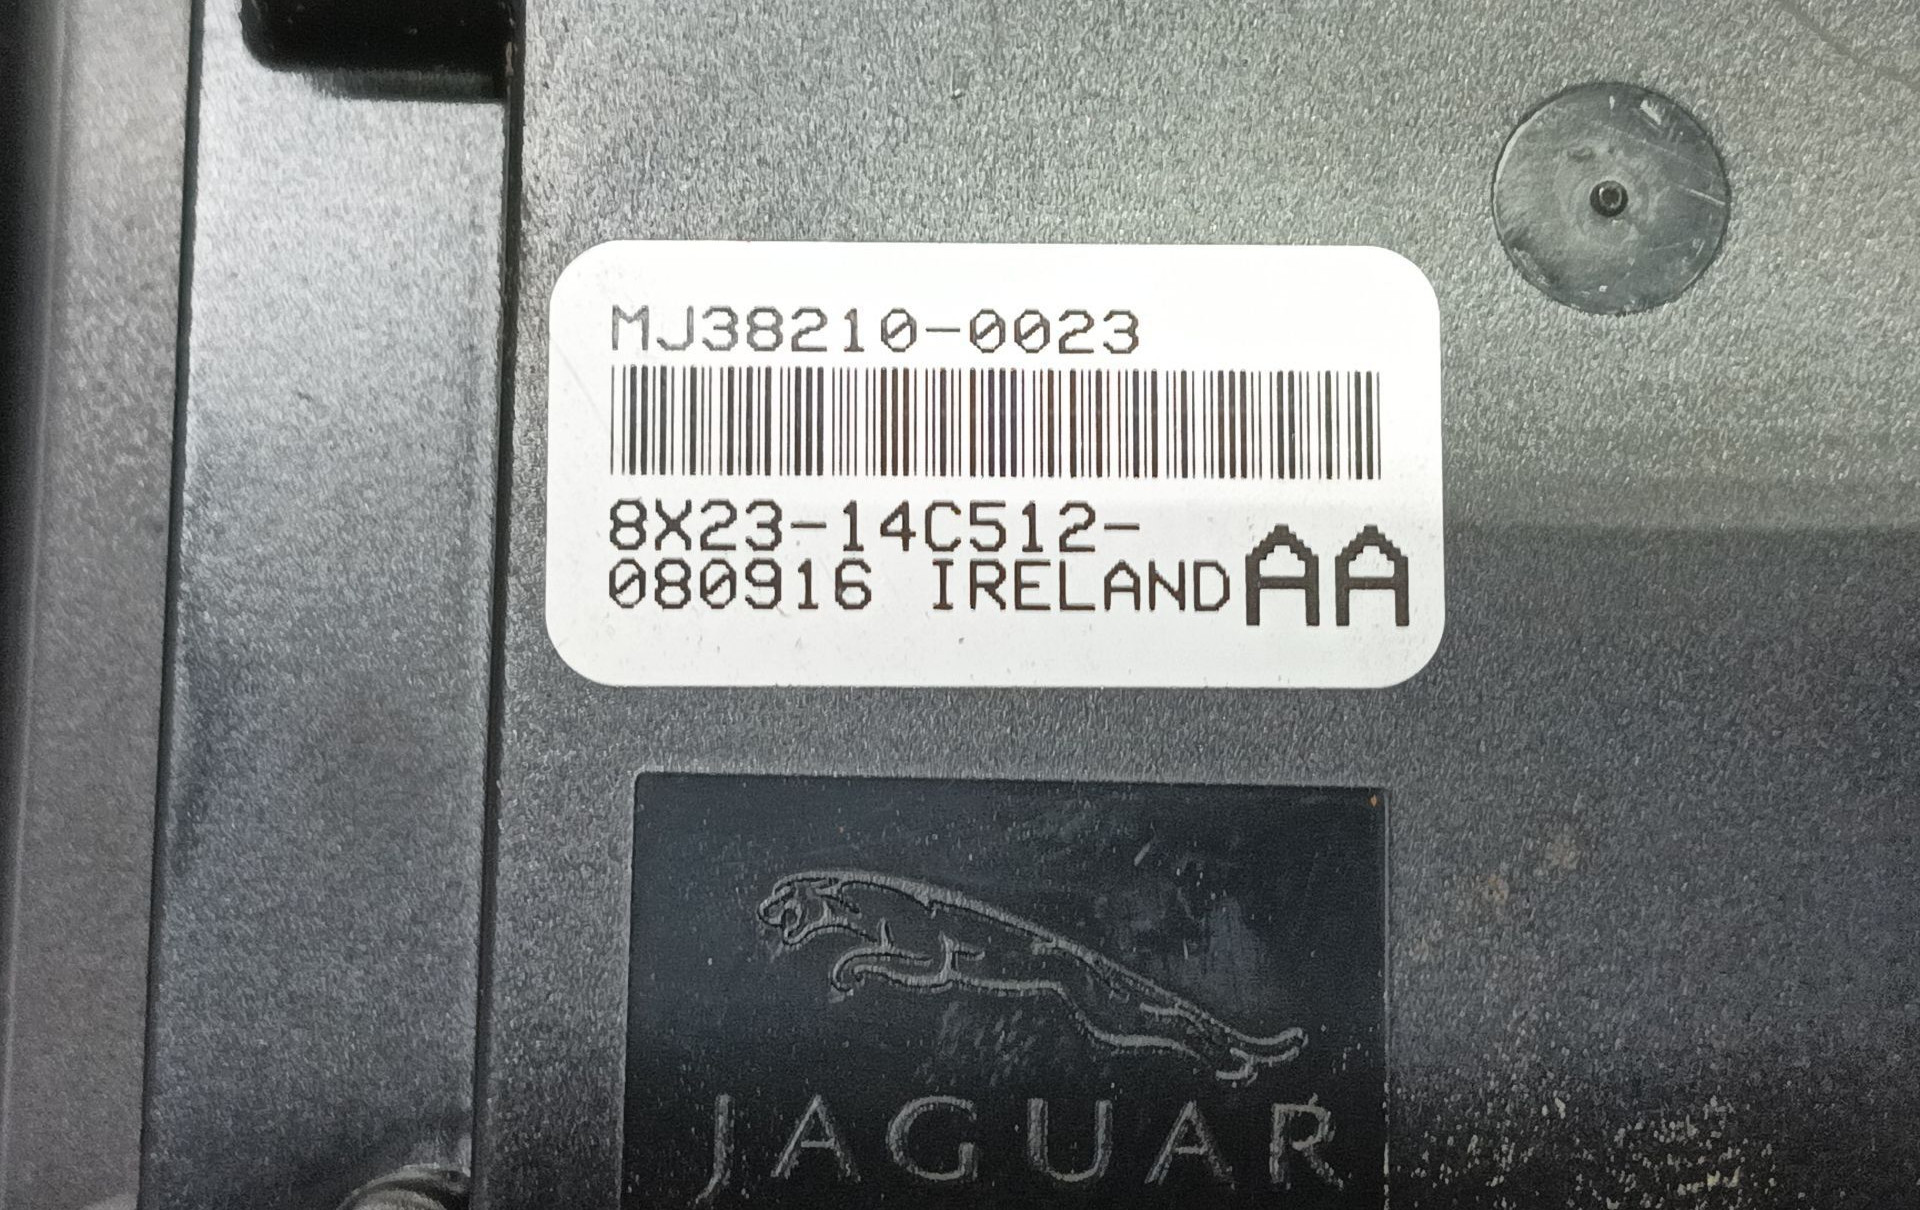 MJ38210-0023
8X23-14C512-
080916 IRELAND AA
JAGUAR